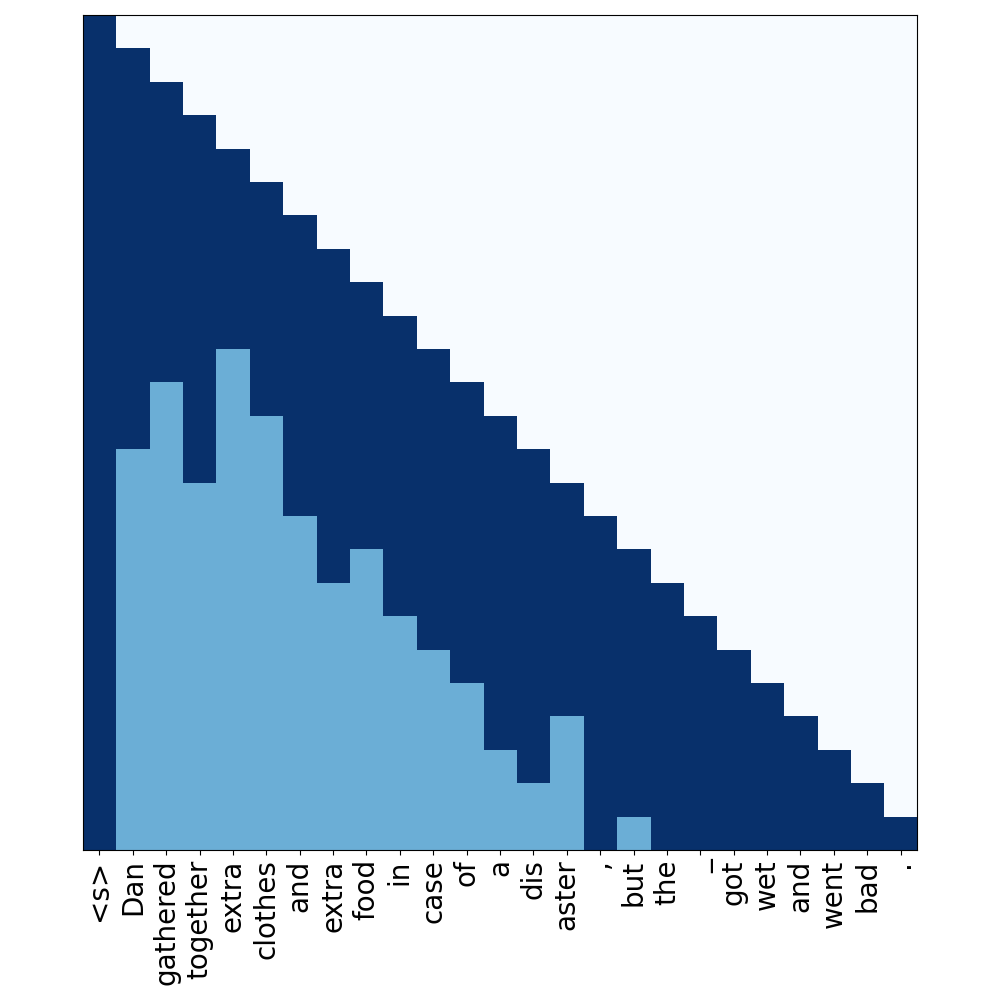 <s>
Dan
gathered
together
extra
clothes
and
extra
food
in
case
of
a
dis
aster
,
but
the
_
got
wet
and
went
bad
.